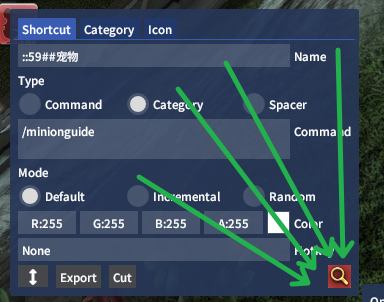 Shortcut Category Icon
::59##宠物 Name
Type
Command Category Spacer
/minionguide Command
Mode
Default Incremental Random
R:255 G:255 B:255 A:255 Color
None
Export Cut